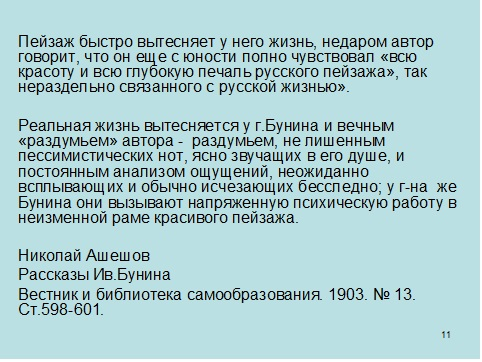 Пейзаж быстро вытесняет у него жизнь, недаром автор
говорит, что он еще с юности полно чувствовал «всю
красоту и всю глубокую печаль русского пейзажа», так
нераздельно связанного с русской жизнью».
Реальная жизнь вытесняется у г.Бунина и вечным
«раздумьем» автора - раздумьем, не лишенным
пессимистических нот, ясно звучащих в его душе, и
постоянным анализом ощущений, неожиданно
всплывающих и обычно исчезающих бесследно; у г-на же
Бунина они вызывают напряженную психическую работу в
неизменной раме красивого пейзажа.
Николай Ашешов
Рассказы Ив.Бунина
Вестник и библиотека самообразования. 1903. № 13.
Ст.598-601.
11